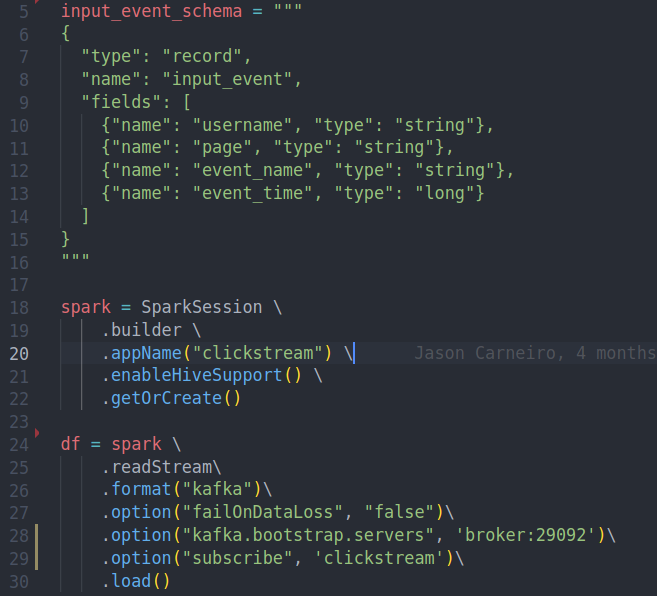 5 input_event_schema = """
6 {
7   "type": "record",
8   "name": "input_event",
9   "fields": [
10     {"name": "username", "type": "string"},
11     {"name": "page", "type": "string"},
12     {"name": "event_name", "type": "string"},
13     {"name": "event_time", "type": "long"}
14   ]
15 }
16 """
17
18 spark = SparkSession \
19     .builder \
20     .appName("clickstream") \ Jason Carneiro, 4 months
21     .enableHiveSupport() \
22     .getOrCreate()
23
24 df = spark \
25     .readStream\
26     .format("kafka")\
27     .option("failOnDataLoss", "false")\
28     .option("kafka.bootstrap.servers", 'broker:29092')\
29     .option("subscribe", 'clickstream')\
30     .load()